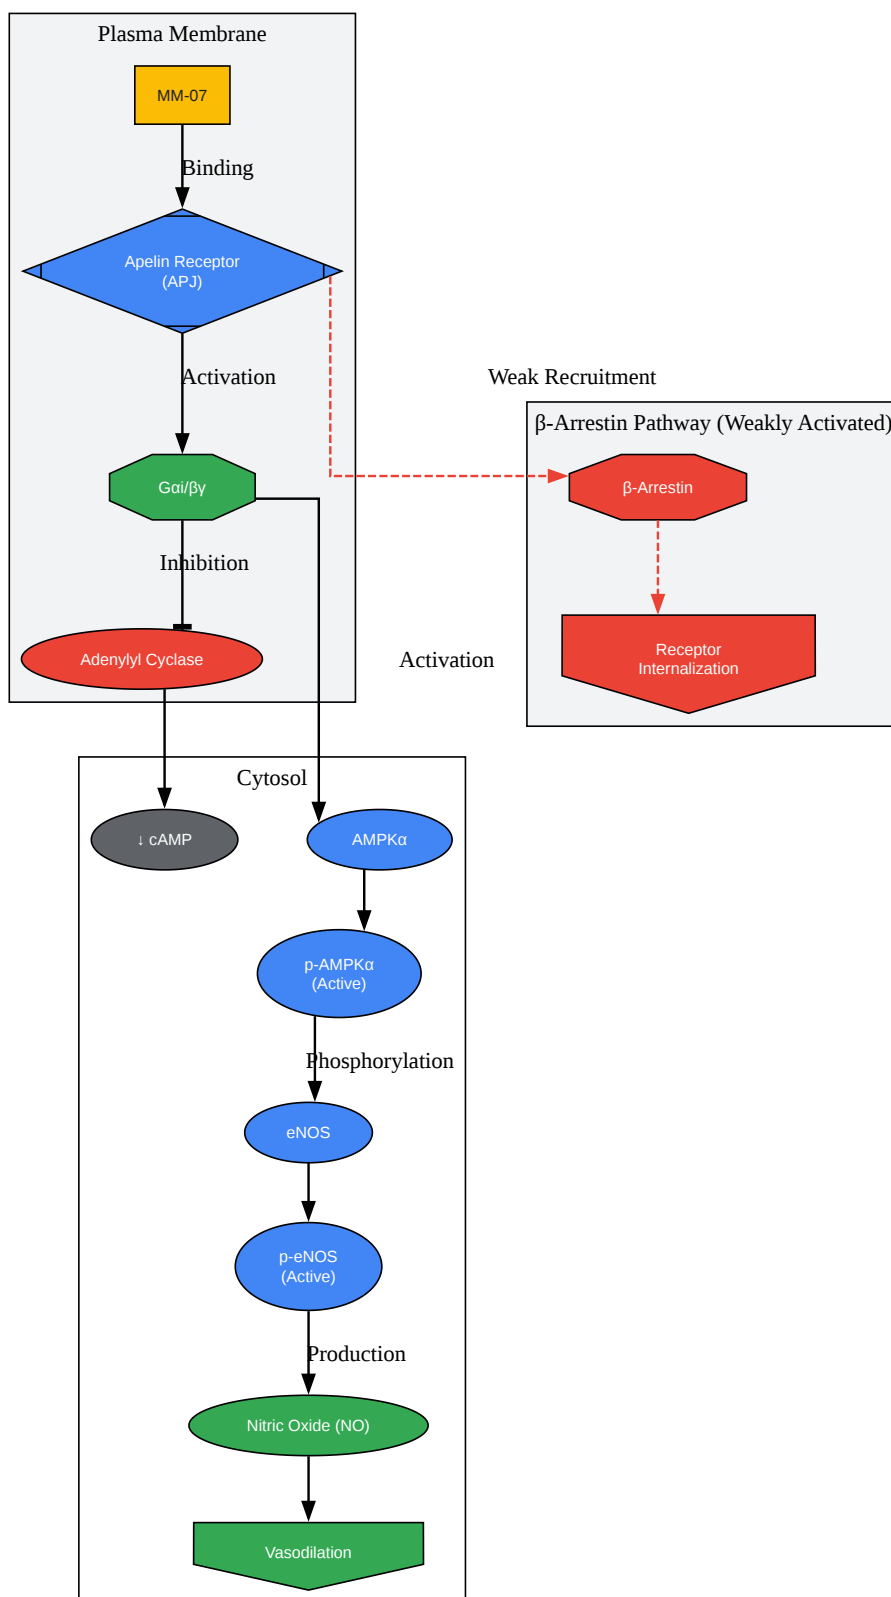 Plasma Membrane
MM-07
Binding
Apelin Receptor
(APJ)
Activation
Weak Recruitment
β-Arrestin Pathway (Weakly Activated)
Gαi/βγ
β-Arrestin
Inhibition
Adenylyl Cyclase
Activation
Receptor
Internalization
Cytosol
↓ cAMP
AMPKα
p-AMPKα
(Active)
Phosphorylation
eNOS
p-eNOS
(Active)
Production
Nitric Oxide (NO)
Vasodilation